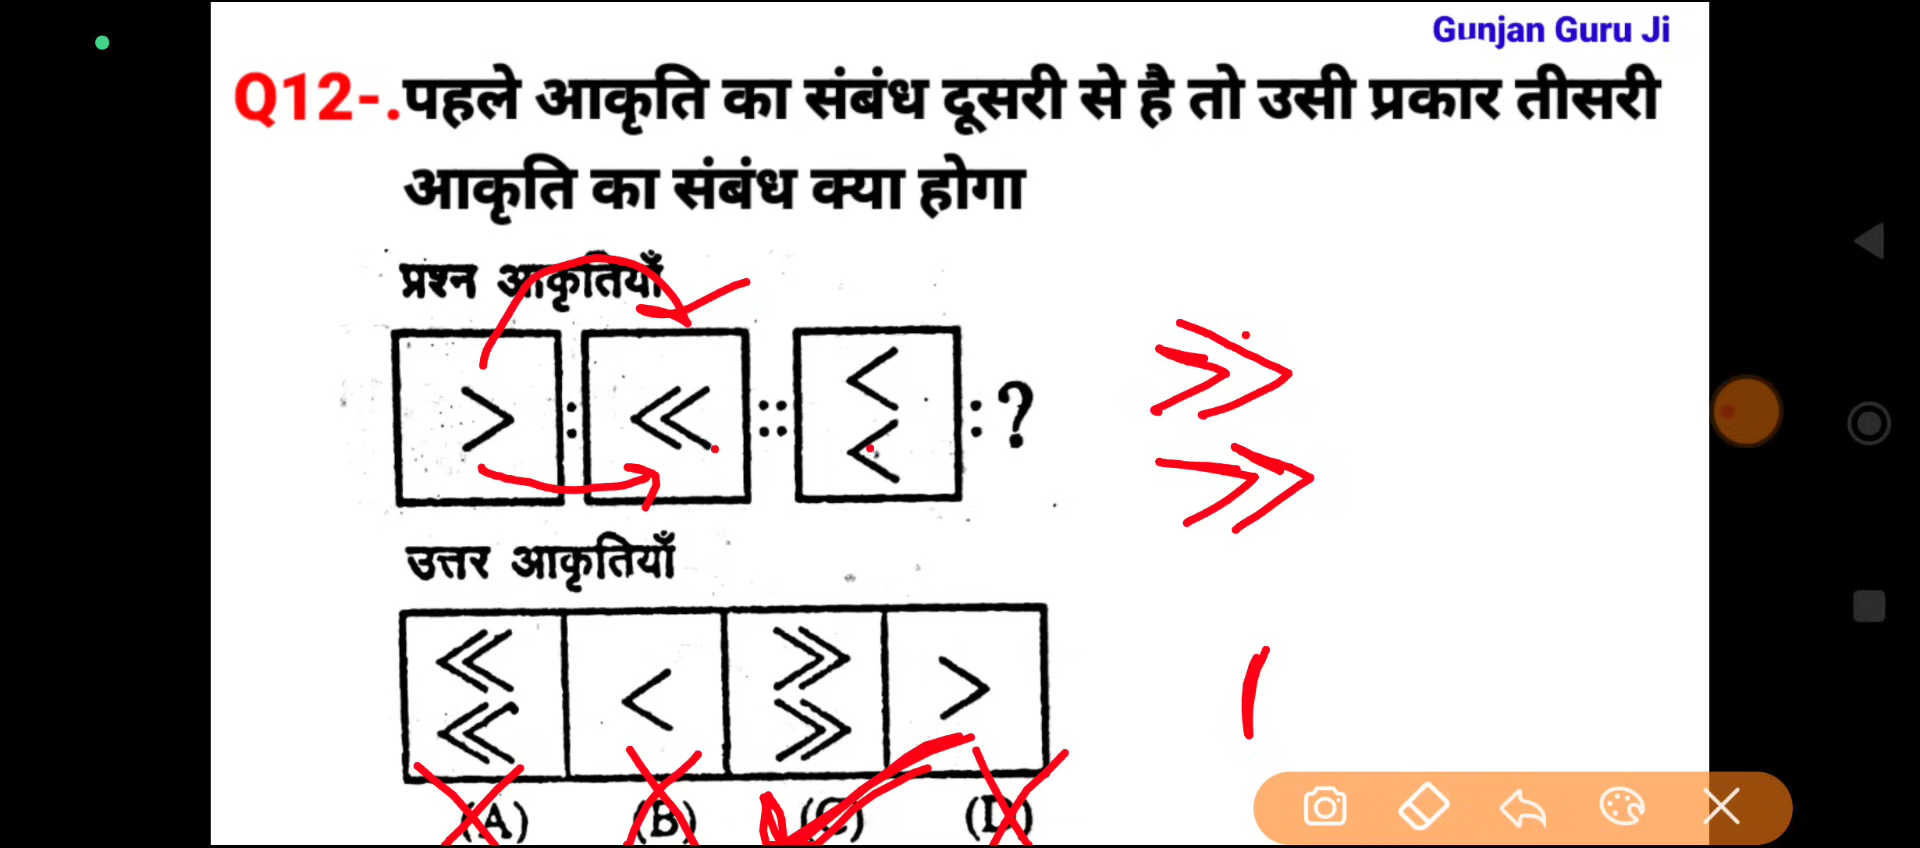 Gunjan Guru Ji
Q12-.पहले आकृति का संबंध दूसरी से है तो उसी प्रकार तीसरी
आकृति का संबंध क्या होगा
प्रश्न आकृतियाँ
: :: : ?
उत्तर आकृतियाँ
(A) (B) (C) (D)